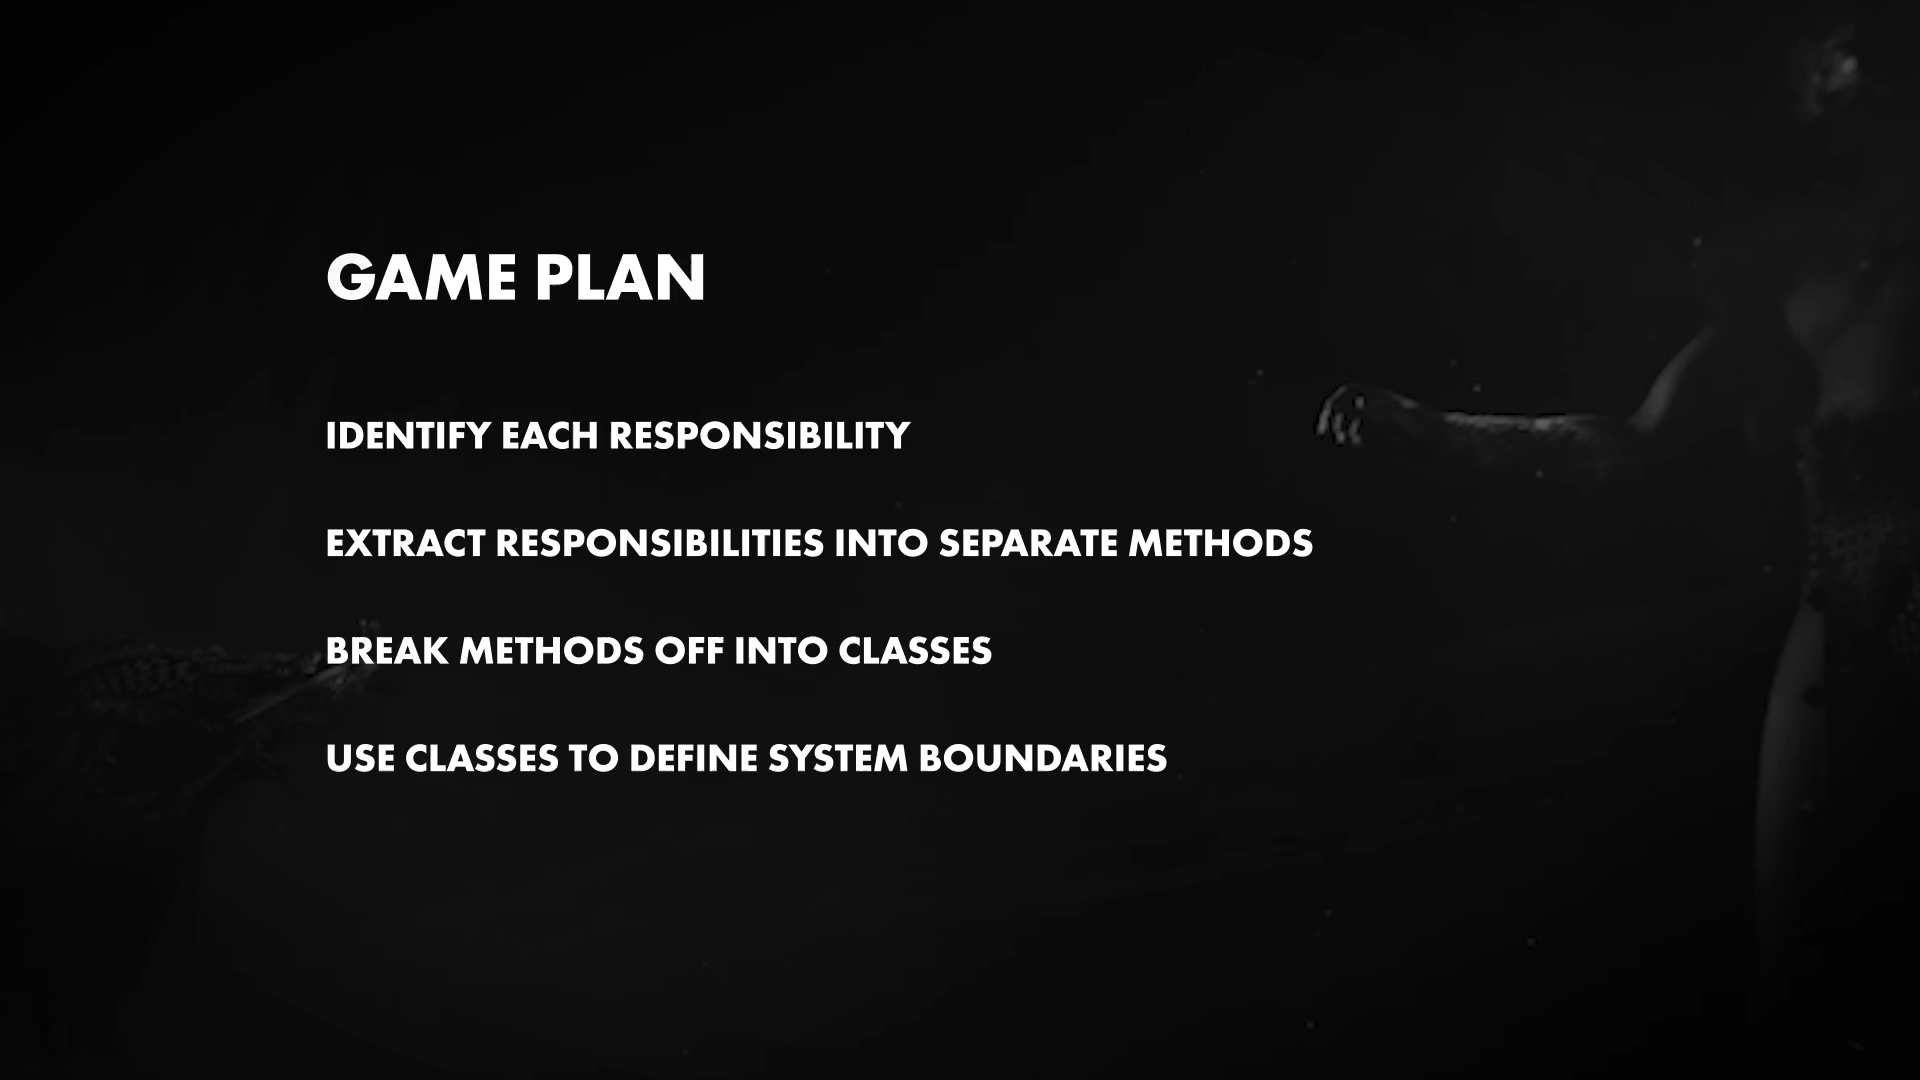 GAME PLAN
IDENTIFY EACH RESPONSIBILITY
EXTRACT RESPONSIBILITIES INTO SEPARATE METHODS
BREAK METHODS OFF INTO CLASSES
USE CLASSES TO DEFINE SYSTEM BOUNDARIES